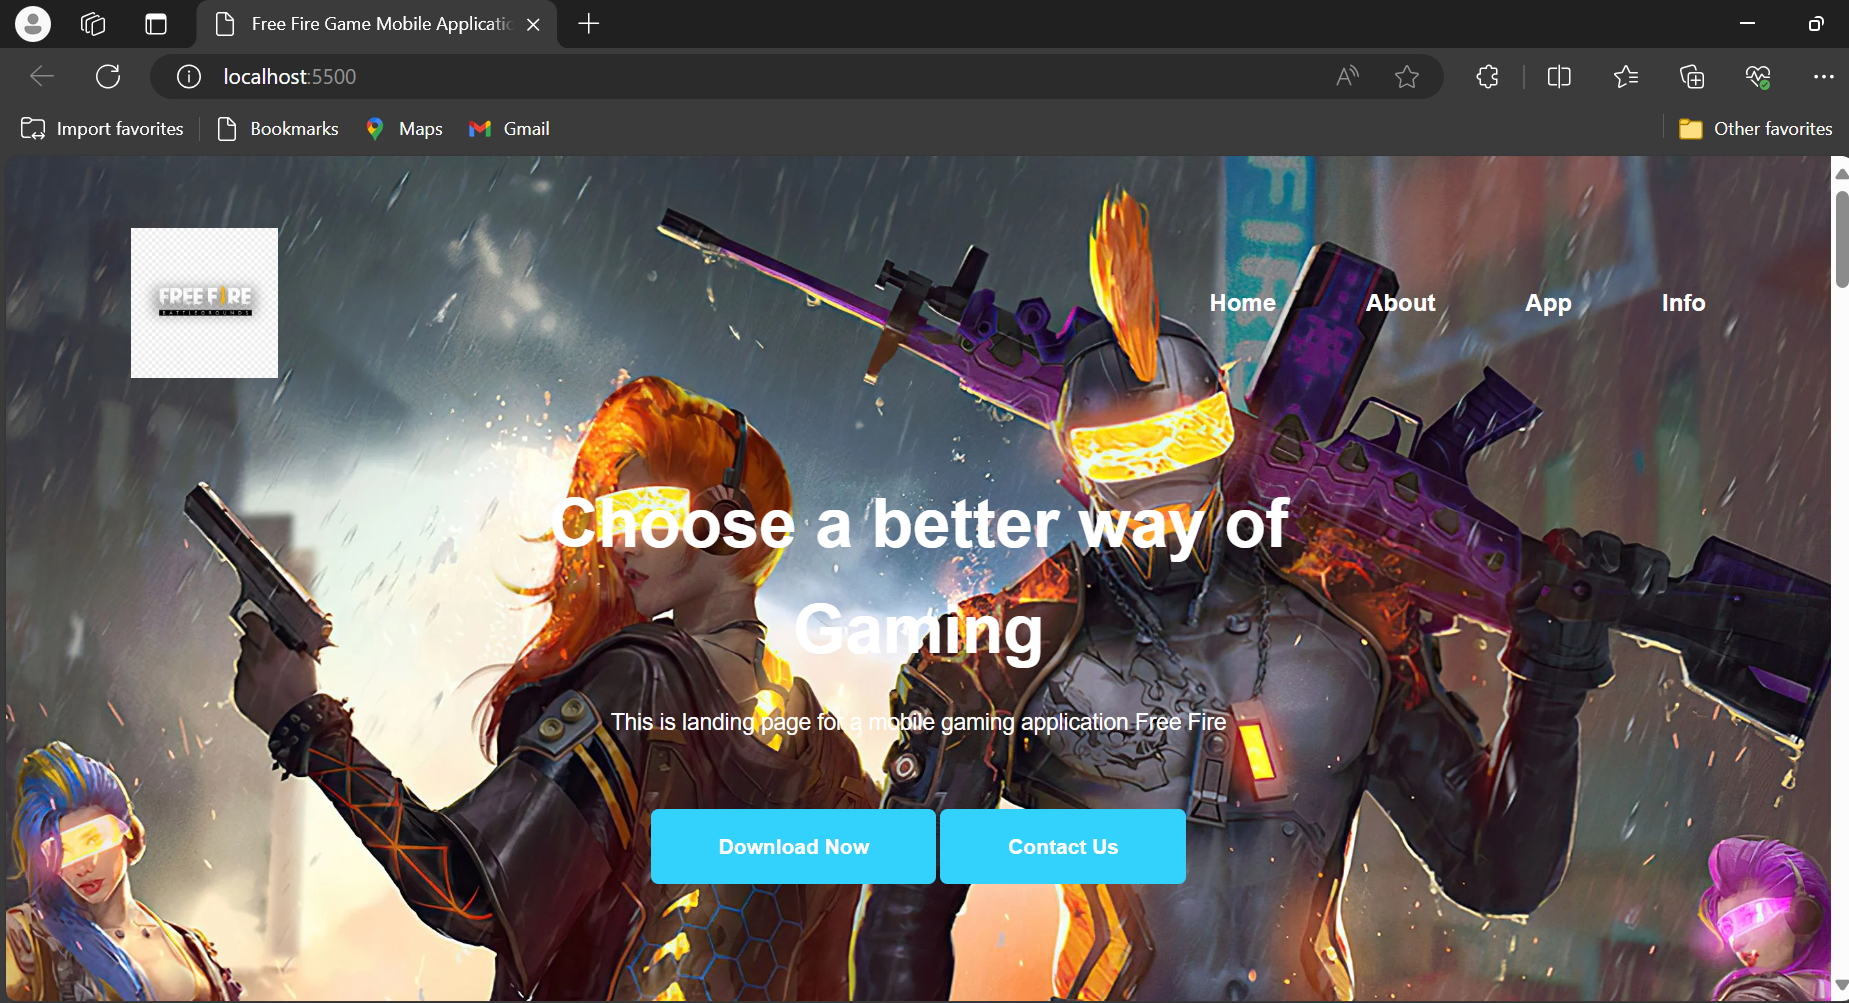 Free Fire Game Mobile Applicatio
localhost:5500
Import favorites
Bookmarks
Maps
Gmail
Other favorites
FREE FIRE
BATTLEGROUNDS
Home
About
App
Info
Choose a better way of
Gaming
This is landing page for a mobile gaming application Free Fire
Download Now
Contact Us